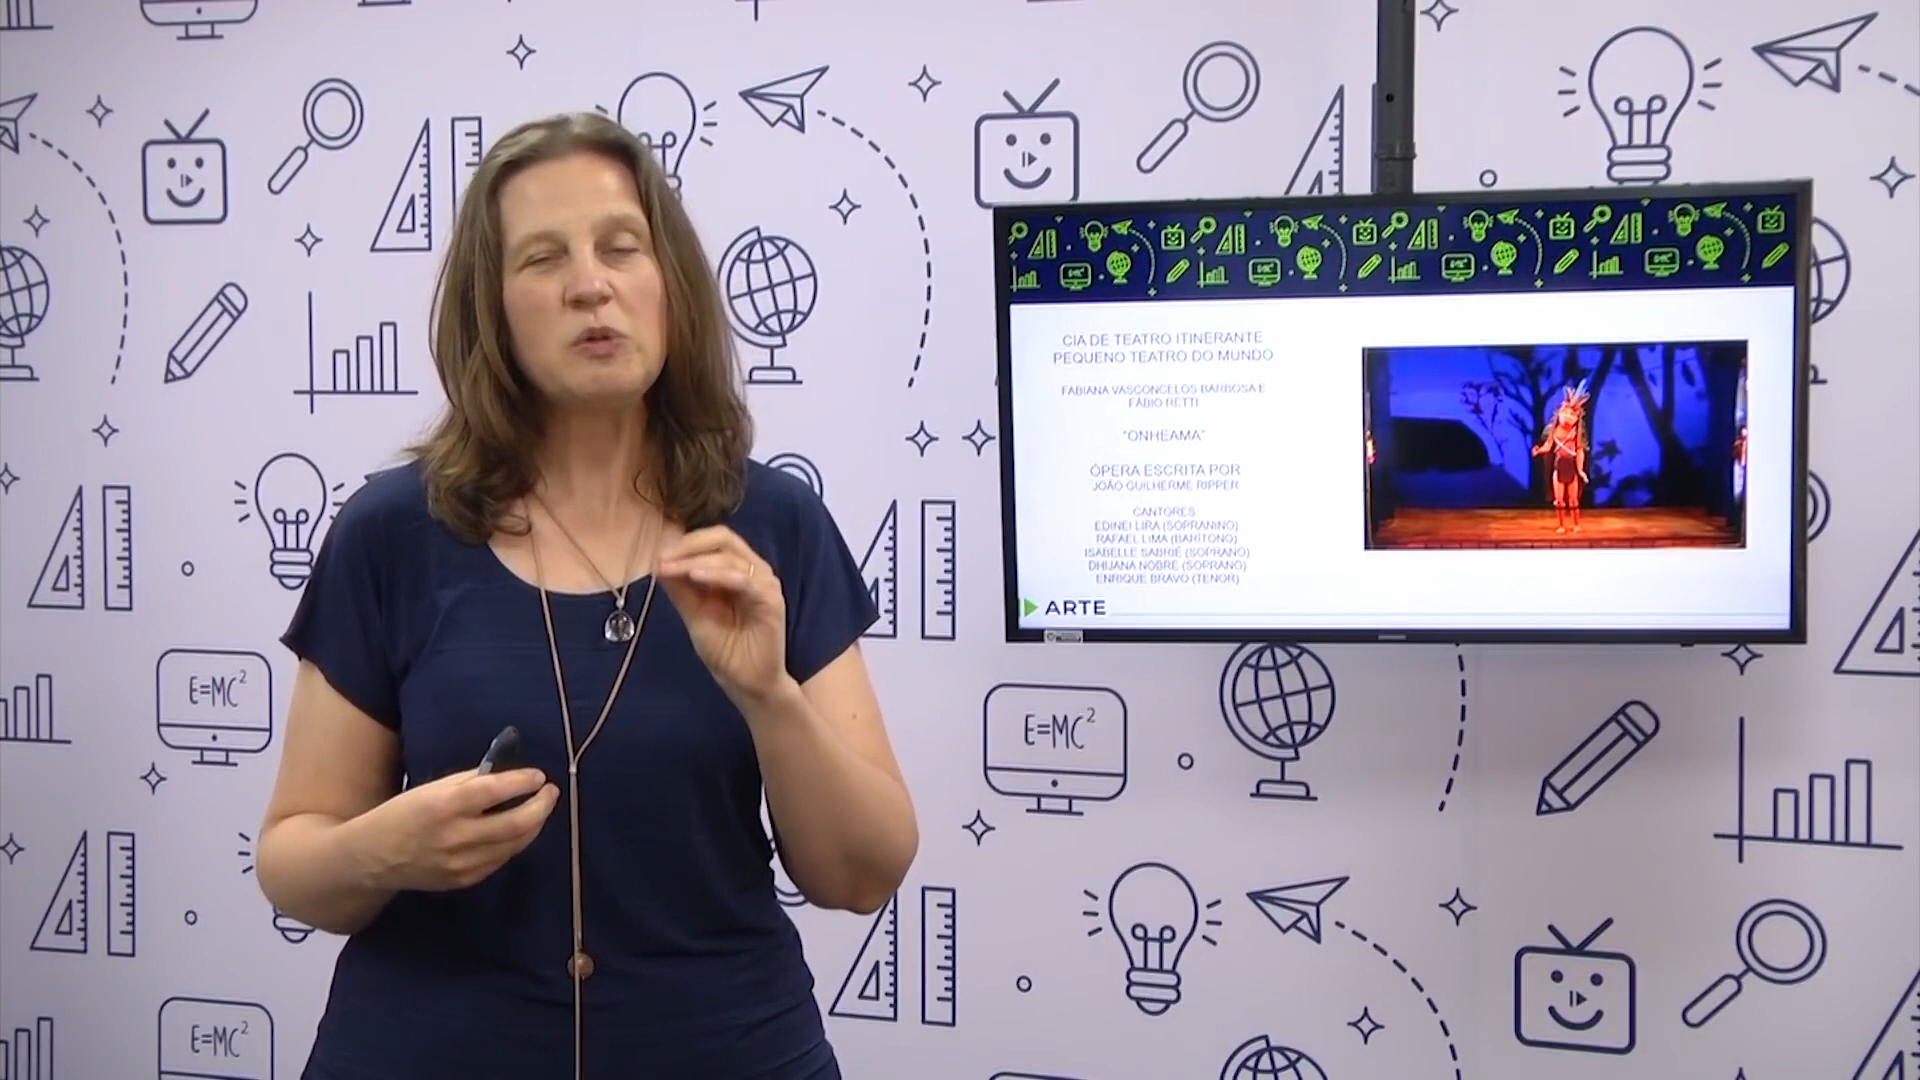 CIA DE TEATRO ITINERANTE
PEQUENO TEATRO DO MUNDO
FABIANA VASCONCELOS BARBOSA E
FÁBIO RETTI
"ONHEAMA"
ÓPERA ESCRITA POR
JOÃO GUILHERME RIPPER
CANTORES:
EDINEI LIRA (SOPRANINO)
RAFAEL LIMA (BARÍTONO)
ISABELLE SABRIÉ (SOPRANO)
DHIJANA NOBRE (SOPRANO)
ENRIQUE BRAVO (TENOR)
ARTE
E=MC²
E=MC²
E=MC²